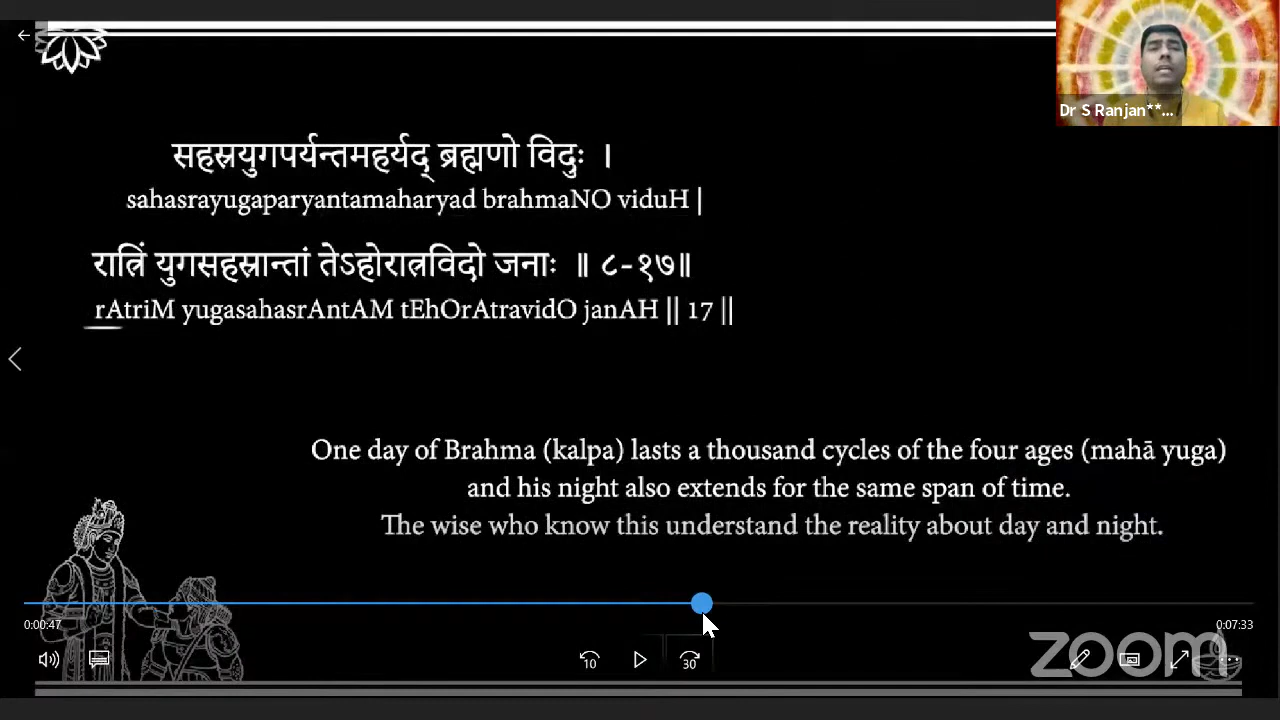 Dr S Ranjan**...
सहस्रयुगपर्यन्तमहर्यद् ब्रह्मणो विदुः ।
sahasrayugaparyantamaharyad brahmaNO viduH |
रात्रिं युगसहस्रान्तां तेऽहोरात्रविदो जनाः ॥ ८-१७॥
rAtriM yugasahasrAntAM tEhOrAtravidO janAH || 17 ||
One day of Brahma (kalpa) lasts a thousand cycles of the four ages (mahā yuga)
and his night also extends for the same span of time.
The wise who know this understand the reality about day and night.
0:00:47
0:07:33
10
30
zoom